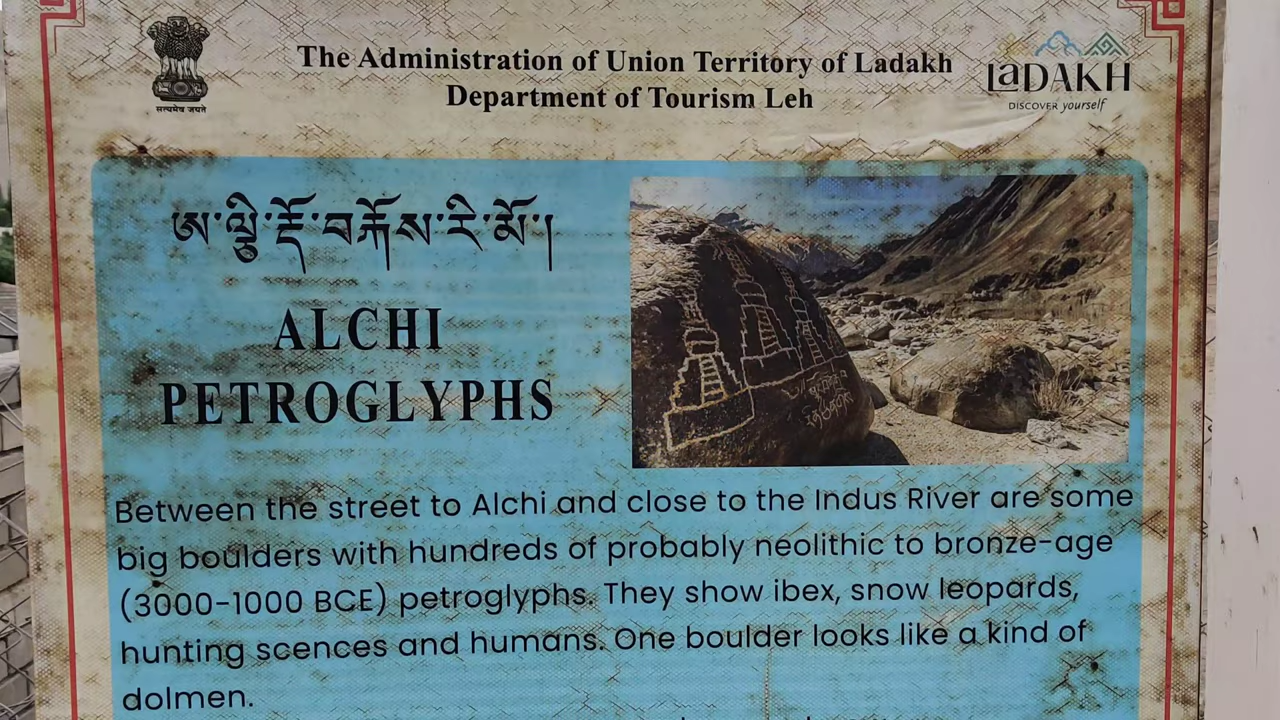 The Administration of Union Territory of Ladakh
Department of Tourism Leh
सत्यमेव जयते
LaDAKH
DISCOVER yourself
ཨ་ལྕི་རྡོ་བརྐོས་རི་མོ།
ALCHI
PETROGLYPHS
Between the street to Alchi and close to the Indus River are some
big boulders with hundreds of probably neolithic to bronze-age
(3000-1000 BCE) petroglyphs. They show ibex, snow leopards,
hunting scences and humans. One boulder looks like a kind of
dolmen.